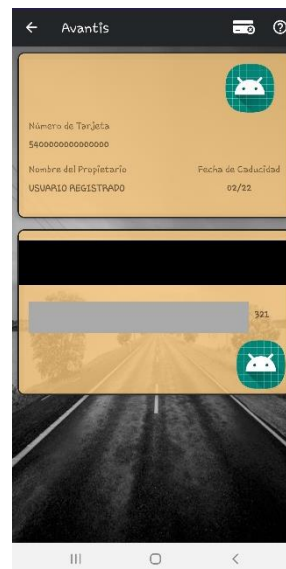 Avantis
Número de Tarjeta
5400000000000000
Nombre del Propietario
Fecha de Caducidad
USUARIO REGISTRADO
02/22
321